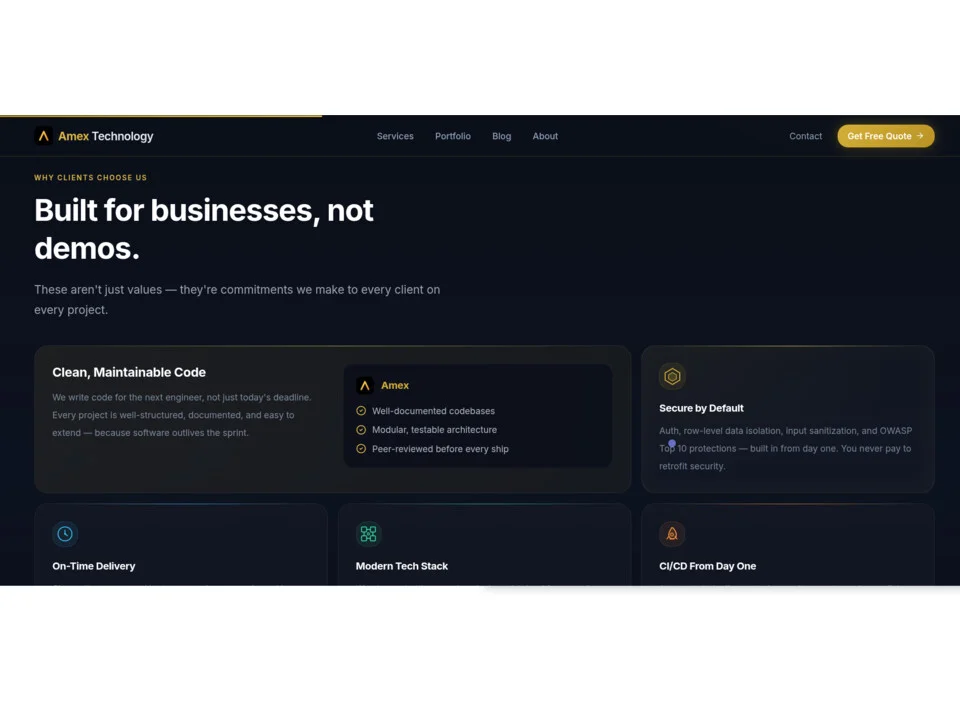 Amex Technology
Services
Portfolio
Blog
About
Contact
Get Free Quote →
WHY CLIENTS CHOOSE US
Built for businesses, not
demos.
These aren't just values — they're commitments we make to every client on
every project.
Clean, Maintainable Code
We write code for the next engineer, not just today's deadline.
Every project is well-structured, documented, and easy to
extend — because software outlives the sprint.
Amex
Well-documented codebases
Modular, testable architecture
Peer-reviewed before every ship
Secure by Default
Auth, row-level data isolation, input sanitization, and OWASP
Top 10 protections — built in from day one. You never pay to
retrofit security.
On-Time Delivery
Modern Tech Stack
CI/CD From Day One